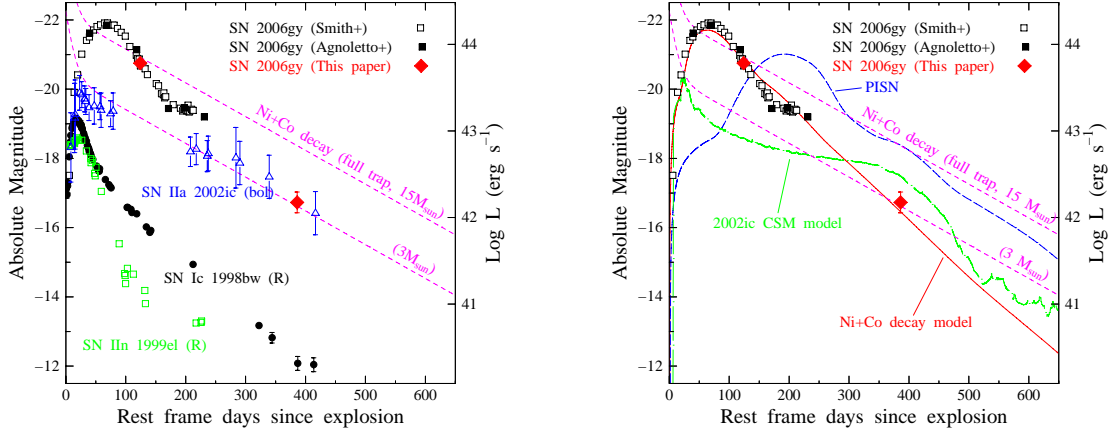 -22
-20
-18
-16
-14
-12
Absolute Magnitude
SN 2006gy (Smith+)
SN 2006gy (Agnoletto+)
SN 2006gy (This paper)
Ni+Co decay (full trap, 15Msun)
SN IIa 2002ic (bol)
(3Msun)
SN Ic 1998bw (R)
SN IIn 1999el (R)
44
43
42
41
Log L (erg s−1)
0 100 200 300 400 500 600
Rest frame days since explosion
-22
-20
-18
-16
-14
-12
Absolute Magnitude
SN 2006gy (Smith+)
SN 2006gy (Agnoletto+)
SN 2006gy (This paper)
PISN
Ni+Co decay (full trap, 15 Msun)
2002ic CSM model
(3 Msun)
Ni+Co decay model
44
43
42
41
Log L (erg s−1)
0 100 200 300 400 500 600
Rest frame days since explosion